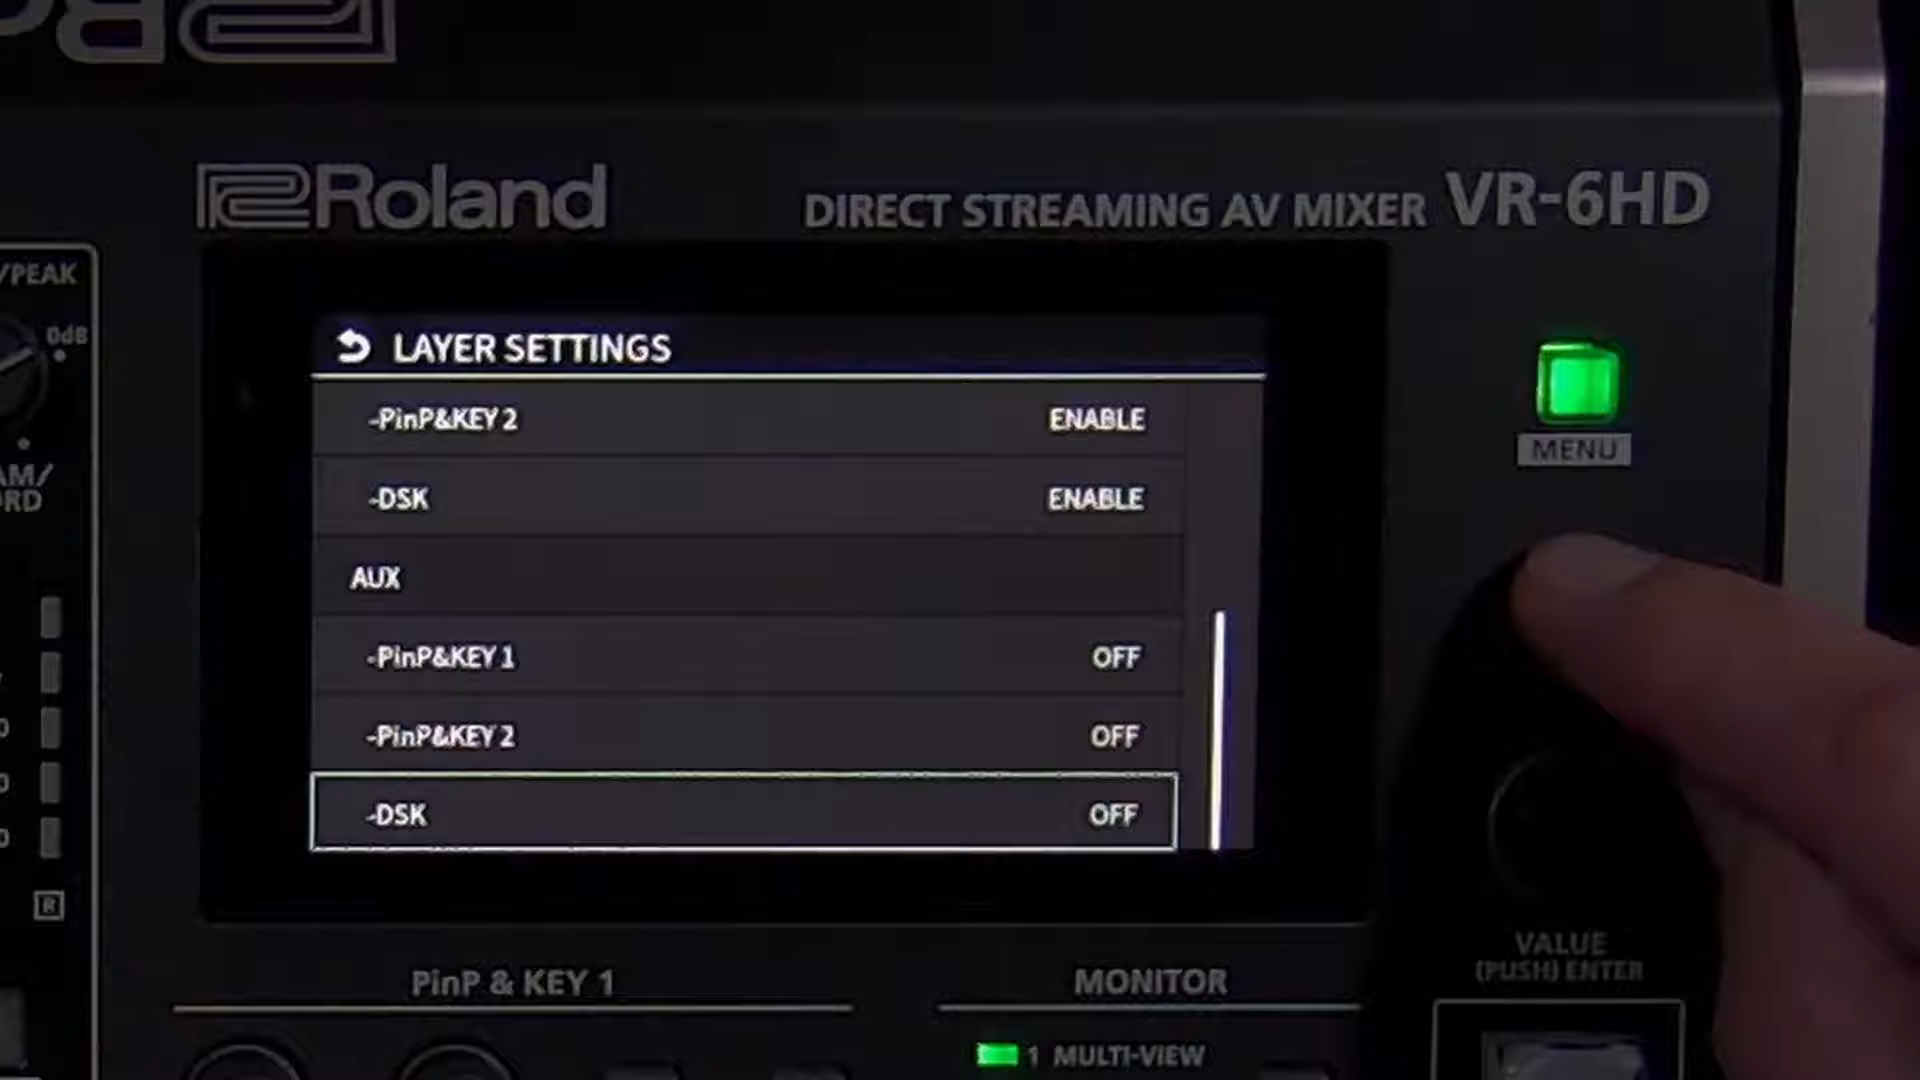 Roland
DIRECT STREAMING AV MIXER VR-6HD
/PEAK
0dB
AM/
ORD
LAYER SETTINGS
-PinP&KEY 2 ENABLE
-DSK ENABLE
AUX
-PinP&KEY 1 OFF
-PinP&KEY 2 OFF
-DSK OFF
MENU
R
VALUE
(PUSH) ENTER
PinP & KEY 1
MONITOR
1 MULTI-VIEW